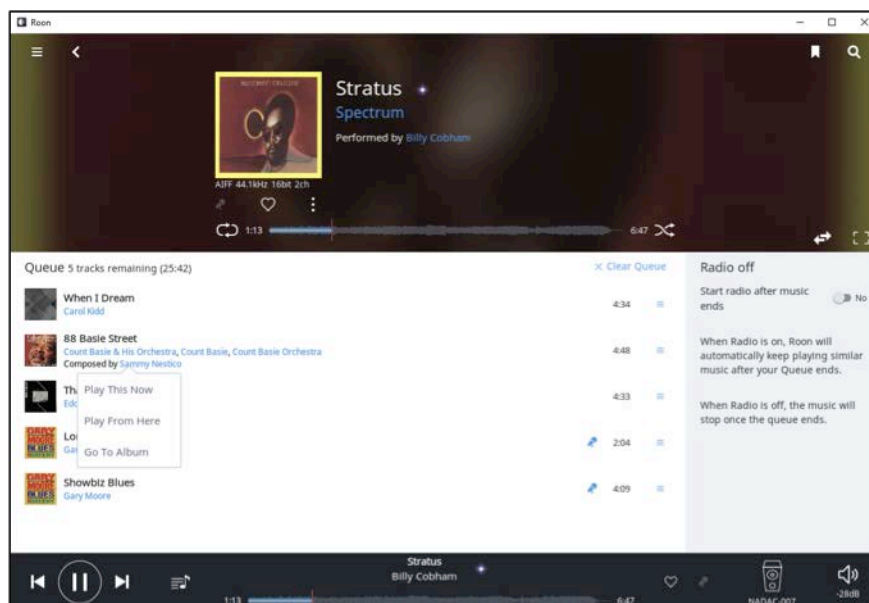 Roon
Stratus
Spectrum
Performed by Billy Cobham
AIFF 44.1kHz 16bit 2ch
1:13
6:47
Queue 5 tracks remaining (25:42)
× Clear Queue
Radio off
When I Dream
Carol Kidd
4:34
Start radio after music
ends
No
88 Basie Street
Count Basie & His Orchestra, Count Basie, Count Basie Orchestra
Composed by Sammy Nestico
4:48
When Radio is on, Roon will
automatically keep playing similar
music after your Queue ends.
When Radio is off, the music will
stop once the queue ends.
Play This Now
Play From Here
Go To Album
Tha
4:33
Lo
2:04
Showbiz Blues
Gary Moore
4:09
Stratus
Billy Cobham
1:13
6:47
NADAC-007
-28dB